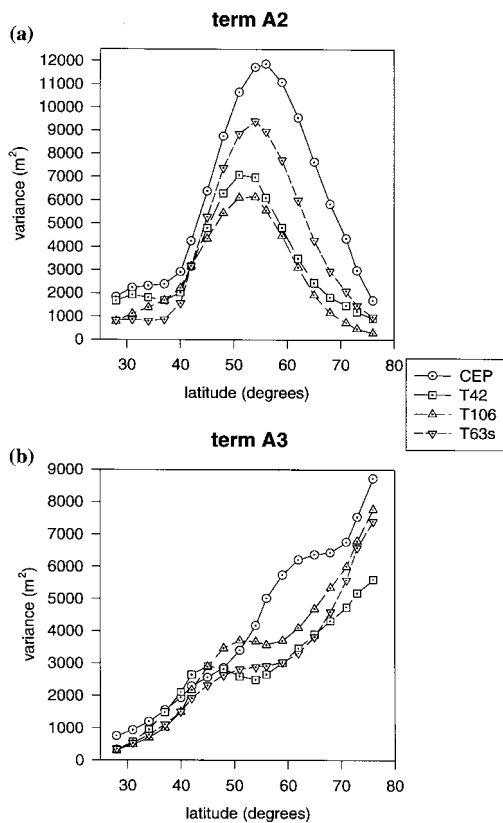 term A2
(a)
12000
11000
10000
9000
8000
7000
6000
5000
4000
3000
2000
1000
0
variance (m²)
30 40 50 60 70 80
latitude (degrees)
CEP
T42
T106
T63s
term A3
(b)
9000
8000
7000
6000
5000
4000
3000
2000
1000
0
variance (m²)
30 40 50 60 70 80
latitude (degrees)